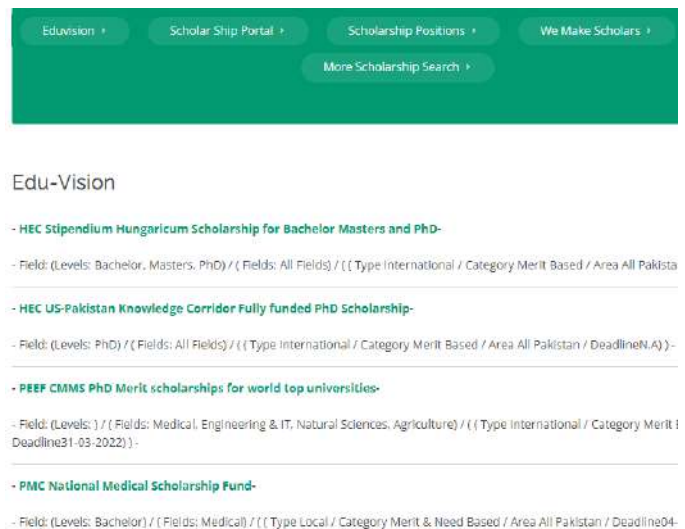 Eduvision ›
Scholar Ship Portal ›
Scholarship Positions ›
We Make Scholars ›
More Scholarship Search ›
Edu-Vision
- HEC Stipendium Hungaricum Scholarship for Bachelor Masters and PhD-
- Field: (Levels: Bachelor, Masters, PhD) / ( Fields: All Fields) / ( ( Type International / Category Merit Based / Area All Pakista
- HEC US-Pakistan Knowledge Corridor Fully funded PhD Scholarship-
- Field: (Levels: PhD) / ( Fields: All Fields) / ( ( Type International / Category Merit Based / Area All Pakistan / DeadlineN.A) ) -
- PEEF CMMS PhD Merit scholarships for world top universities-
- Field: (Levels: ) / ( Fields: Medical, Engineering & IT, Natural Sciences, Agriculture) / ( ( Type International / Category Merit
Deadline31-03-2022) ) -
- PMC National Medical Scholarship Fund-
- Field: (Levels: Bachelor) / ( Fields: Medical) / ( ( Type Local / Category Merit & Need Based / Area All Pakistan / Deadline04-